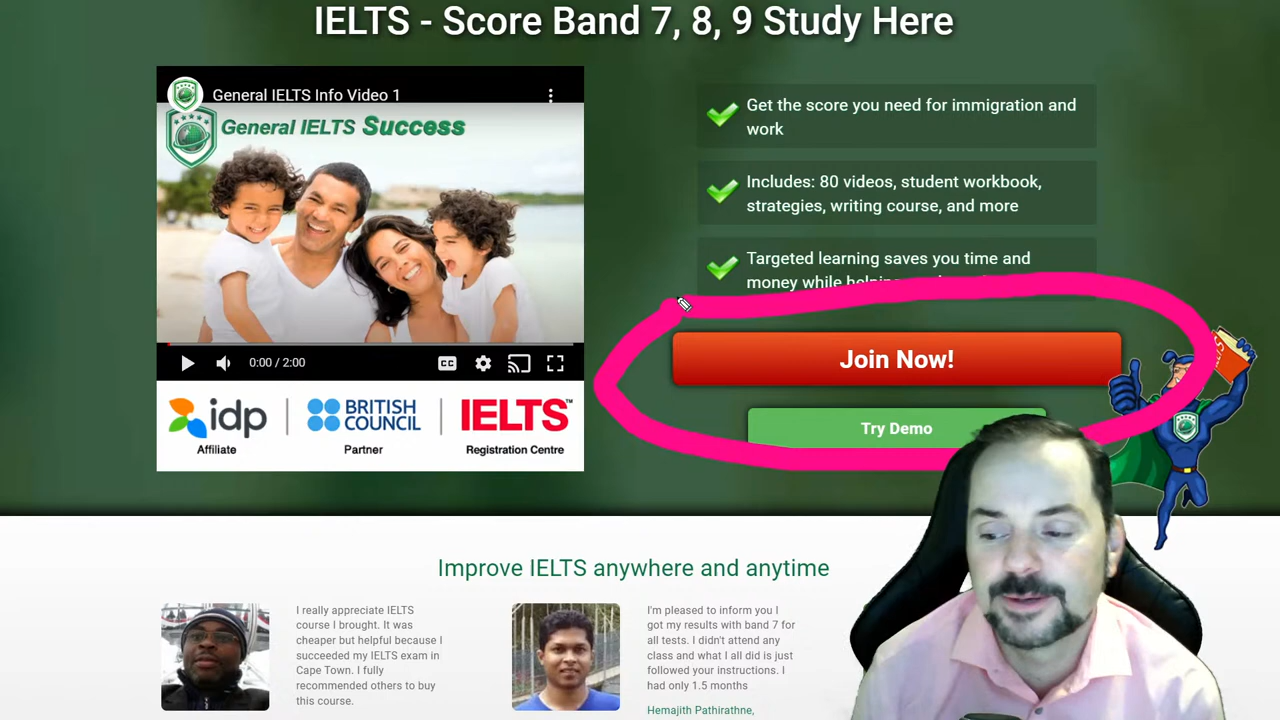 IELTS - Score Band 7, 8, 9 Study Here
General IELTS Info Video 1
General IELTS Success
0:00 / 2:00
CC
idp
Affiliate
BRITISH
COUNCIL
Partner
IELTS™
Registration Centre
Get the score you need for immigration and
work
Includes: 80 videos, student workbook,
strategies, writing course, and more
Targeted learning saves you time and
money while
Join Now!
Try Demo
Improve IELTS anywhere and anytime
I really appreciate IELTS
course I brought. It was
cheaper but helpful because I
succeeded my IELTS exam in
Cape Town. I fully
recommended others to buy
this course.
I'm pleased to inform you I
got my results with band 7 for
all tests. I didn't attend any
class and what I all did is just
followed your instructions. I
had only 1.5 months
Hemajith Pathirathne,